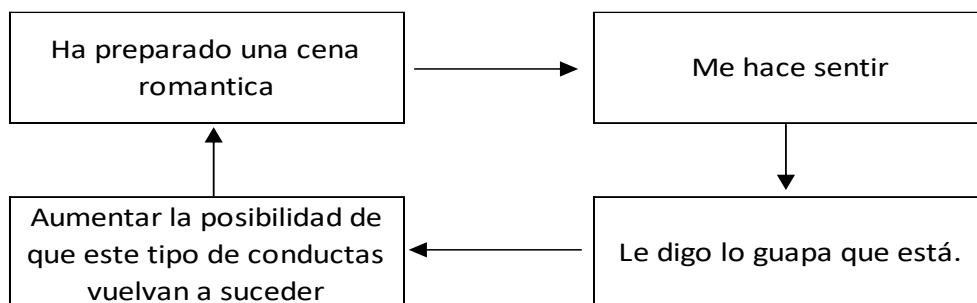 Ha preparado una cena
romantica
Me hace sentir
Le digo lo guapa que está.
Aumentar la posibilidad de
que este tipo de conductas
vuelvan a suceder